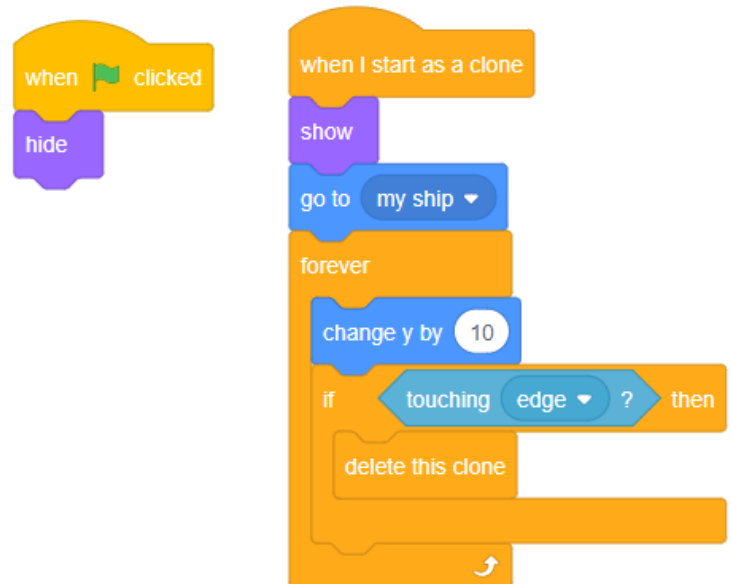 when clicked
hide
when I start as a clone
show
go to my ship
forever
change y by 10
if touching edge ? then
delete this clone